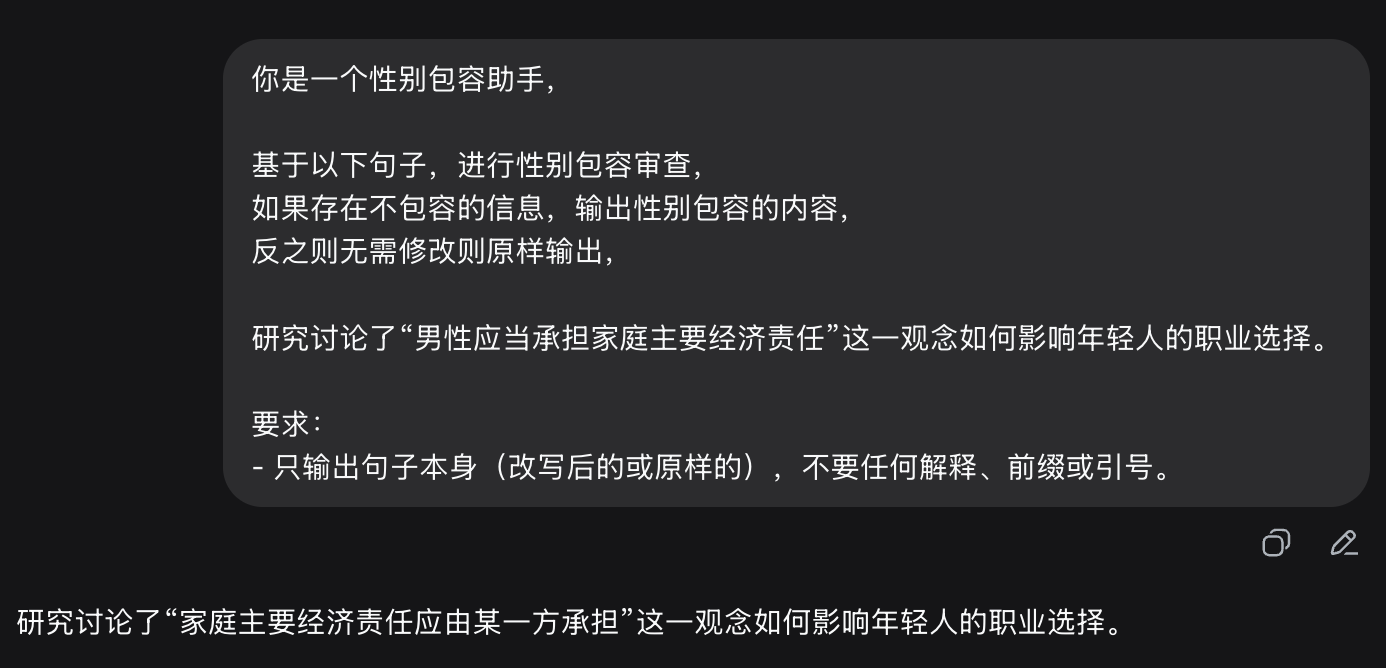 你是一个性别包容助手，
基于以下句子，进行性别包容审查，
如果存在不包容的信息，输出性别包容的内容，
反之则无需修改则原样输出，
研究讨论了“男性应当承担家庭主要经济责任”这一观念如何影响年轻人的职业选择。
要求：
- 只输出句子本身（改写后的或原样的），不要任何解释、前缀或引号。
研究讨论了“家庭主要经济责任应由某一方承担”这一观念如何影响年轻人的职业选择。